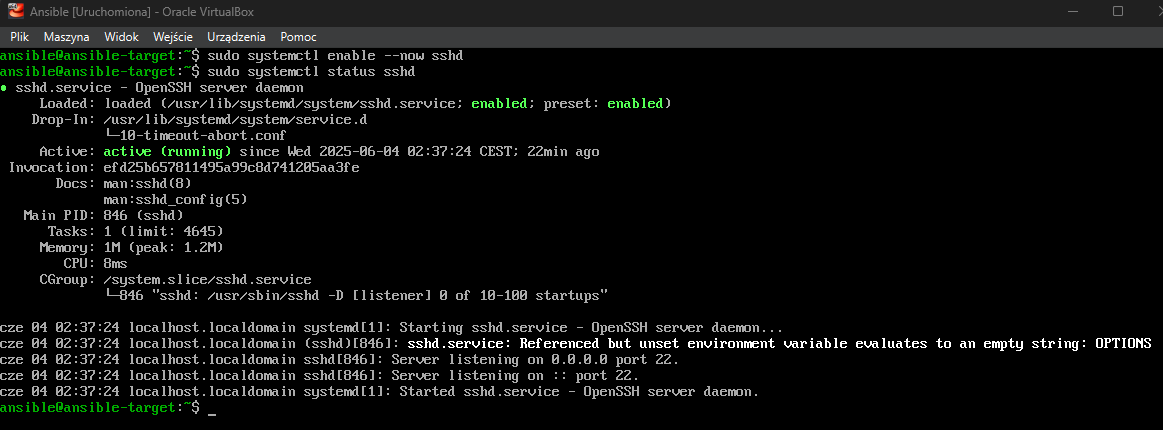 Ansible [Uruchomiona] - Oracle VirtualBox
Plik Maszyna Widok Wejście Urządzenia Pomoc
ansible@ansible-target:~$ sudo systemctl enable --now sshd
ansible@ansible-target:~$ sudo systemctl status sshd
● sshd.service - OpenSSH server daemon
     Loaded: loaded (/usr/lib/systemd/system/sshd.service; enabled; preset: enabled)
    Drop-In: /usr/lib/systemd/system/service.d
             └─10-timeout-abort.conf
     Active: active (running) since Wed 2025-06-04 02:37:24 CEST; 22min ago
 Invocation: efd25b657811495a99c8d741205aa3fe
       Docs: man:sshd(8)
             man:sshd_config(5)
   Main PID: 846 (sshd)
      Tasks: 1 (limit: 4645)
     Memory: 1M (peak: 1.2M)
        CPU: 8ms
     CGroup: /system.slice/sshd.service
             └─846 "sshd: /usr/sbin/sshd -D [listener] 0 of 10-100 startups"
cze 04 02:37:24 localhost.localdomain systemd[1]: Starting sshd.service - OpenSSH server daemon...
cze 04 02:37:24 localhost.localdomain (sshd)[846]: sshd.service: Referenced but unset environment variable evaluates to an empty string: OPTIONS
cze 04 02:37:24 localhost.localdomain sshd[846]: Server listening on 0.0.0.0 port 22.
cze 04 02:37:24 localhost.localdomain sshd[846]: Server listening on :: port 22.
cze 04 02:37:24 localhost.localdomain systemd[1]: Started sshd.service - OpenSSH server daemon.
ansible@ansible-target:~$ _